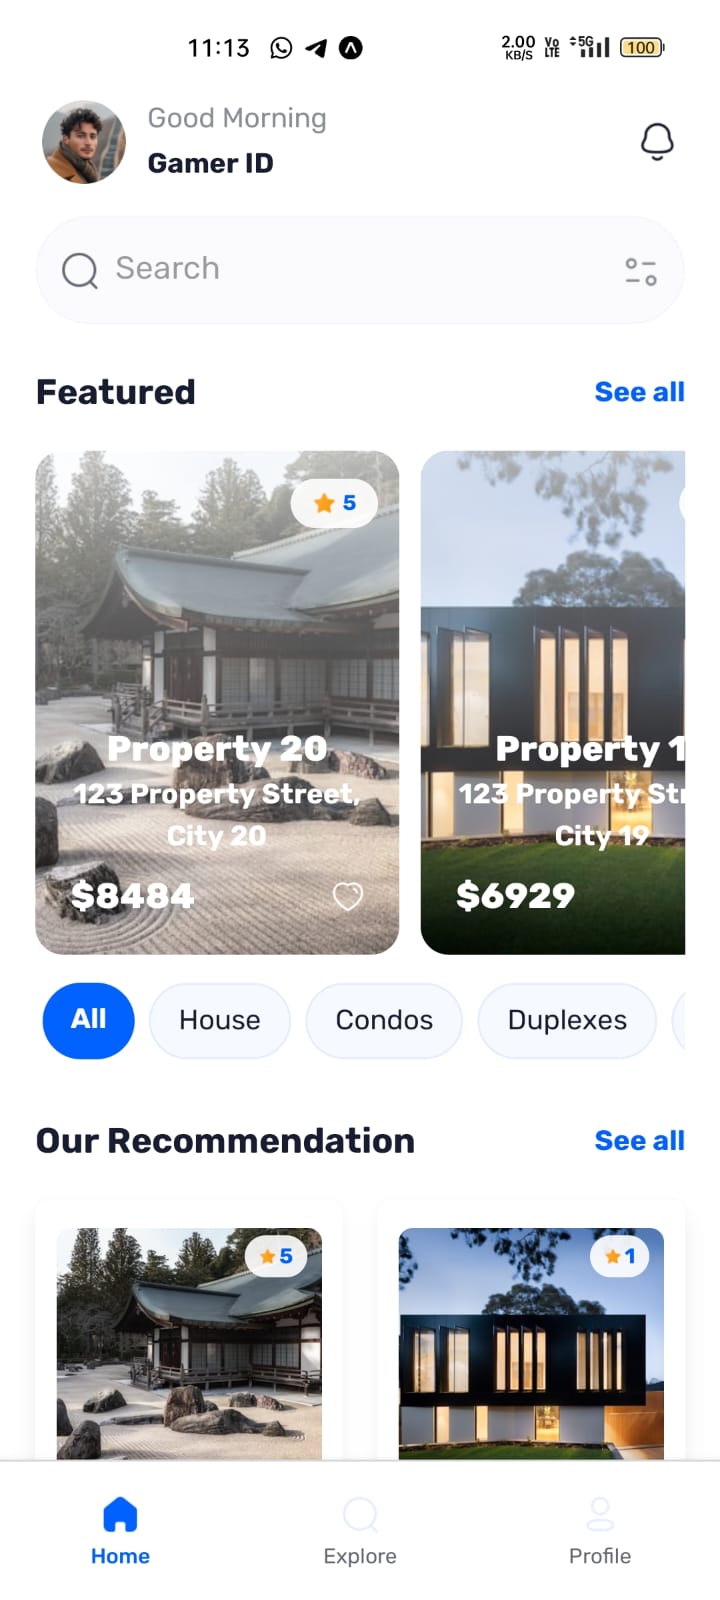 11:13
2.00 KB/S
Vo LTE
5G
100
Good Morning
Gamer ID
Search
Featured
See all
5
Property 20
123 Property Street,
City 20
$8484
Property 1
123 Property Str
City 19
$6929
All
House
Condos
Duplexes
Our Recommendation
See all
5
1
Home
Explore
Profile